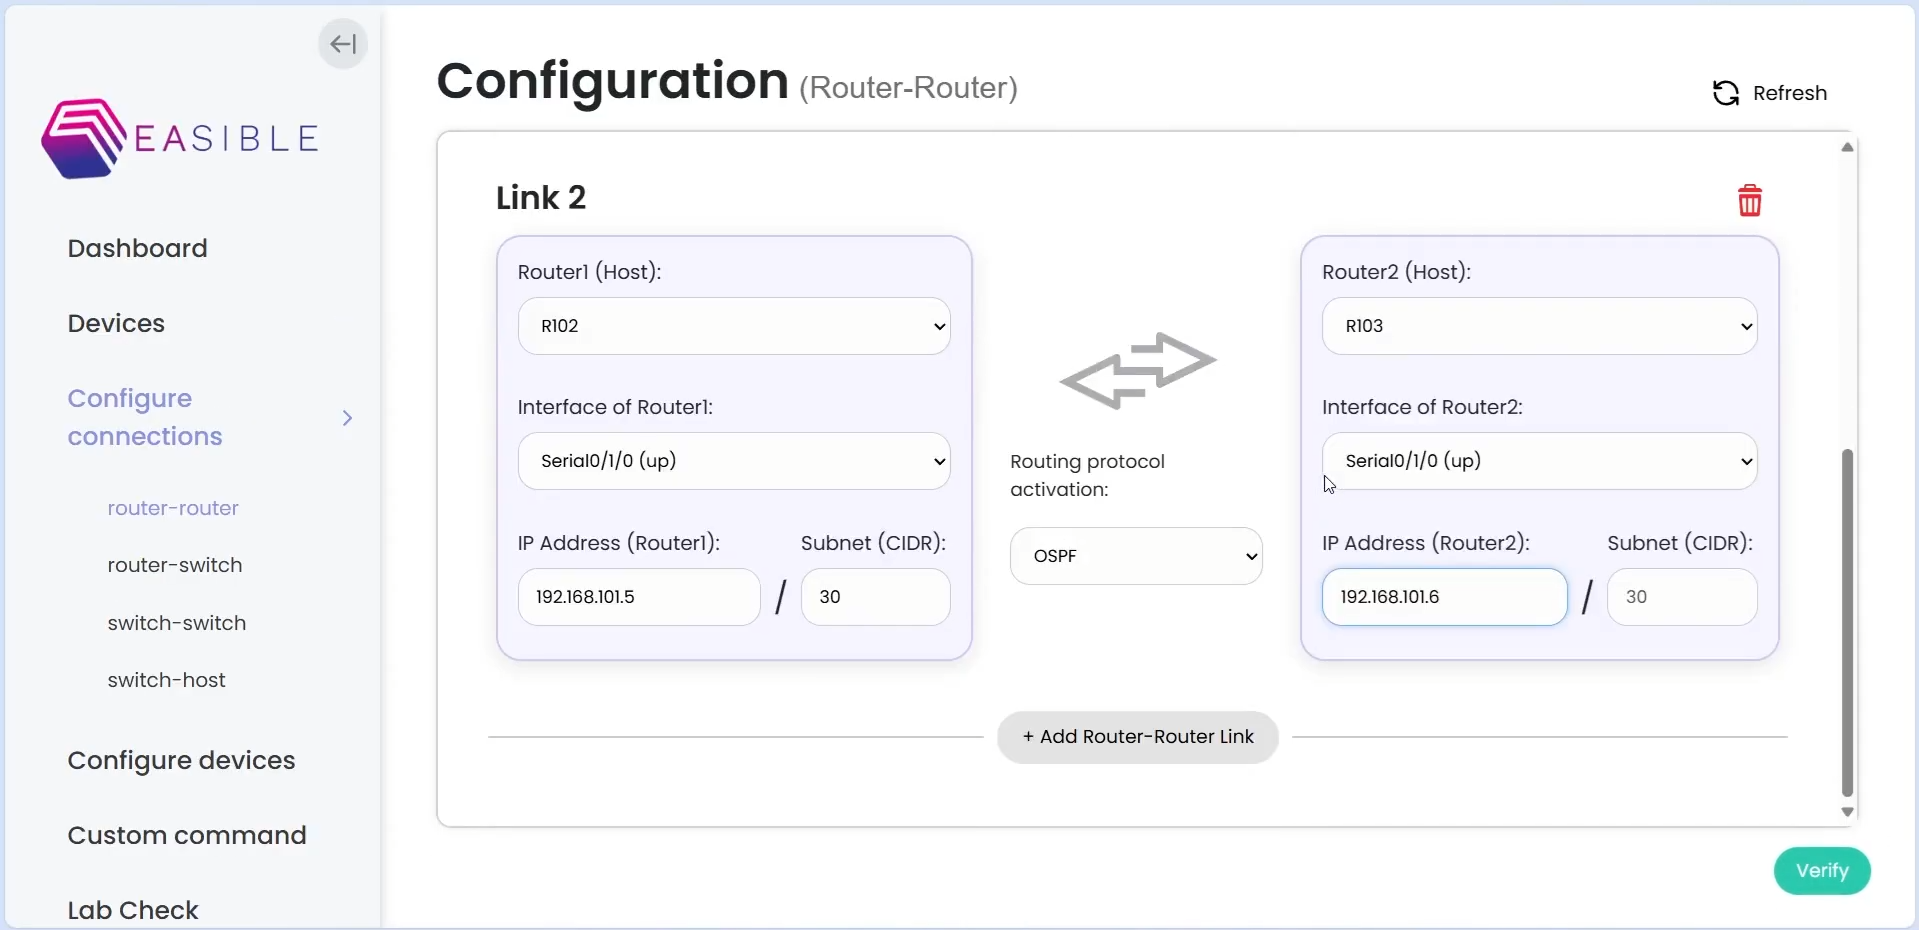 EASIBLE
Dashboard
Devices
Configure
connections
router-router
router-switch
switch-switch
switch-host
Configure devices
Custom command
Lab Check
Configuration (Router-Router)
Refresh
Link 2
Router1 (Host):
R102
Interface of Router1:
Serial0/1/0 (up)
IP Address (Router1): Subnet (CIDR):
192.168.101.5 / 30
Routing protocol
activation:
OSPF
Router2 (Host):
R103
Interface of Router2:
Serial0/1/0 (up)
IP Address (Router2): Subnet (CIDR):
192.168.101.6 / 30
+ Add Router-Router Link
Verify